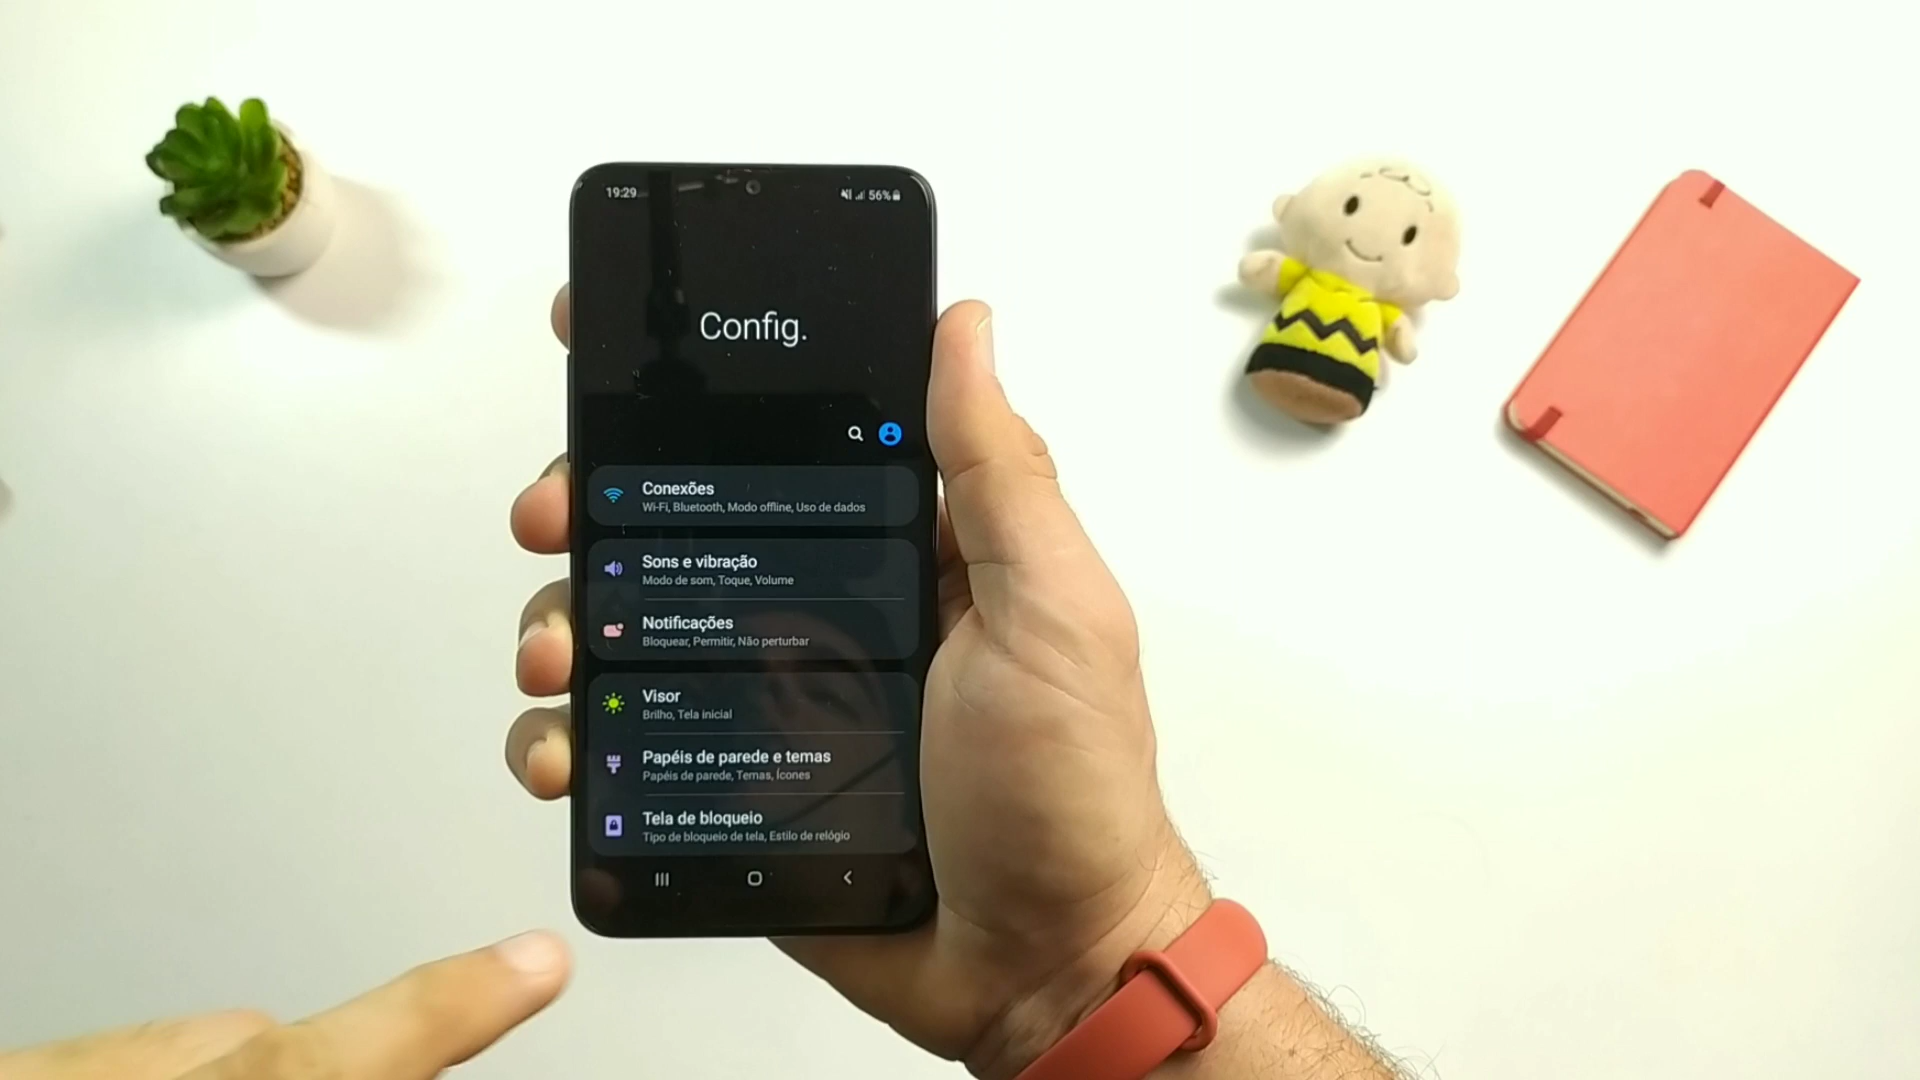 19:29
56%
Config.
Conexões
Wi-Fi, Bluetooth, Modo offline, Uso de dados
Sons e vibração
Modo de som, Toque, Volume
Notificações
Bloquear, Permitir, Não perturbar
Visor
Brilho, Tela inicial
Papéis de parede e temas
Papéis de parede, Temas, Ícones
Tela de bloqueio
Tipo de bloqueio de tela, Estilo de relógio